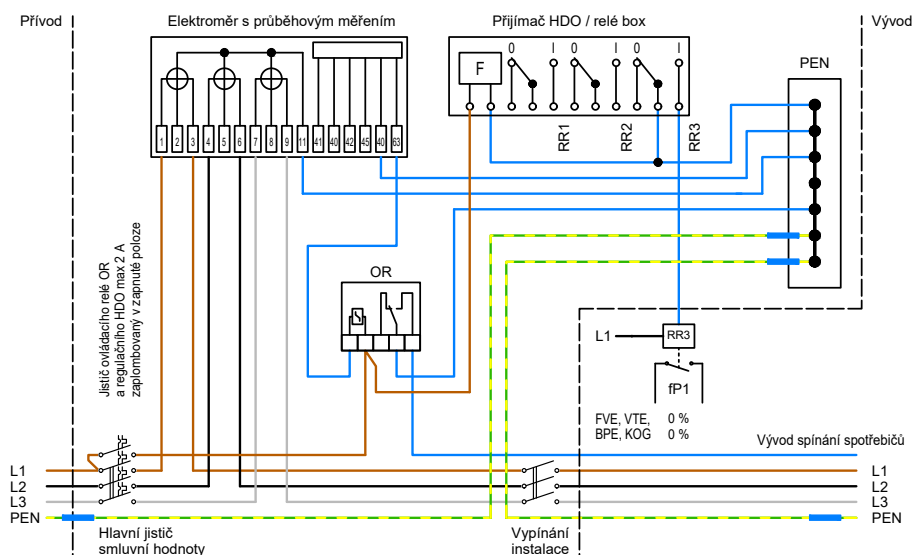 Přívod
Elektroměr s průběhovým měřením
Přijímač HDO / relé box
Vývod
PEN
F
0
I
0
I
0
I
1
2
3
4
5
6
7
8
9
11
41
40
42
45
40
63
RR1
RR2
RR3
Jistič ovládacího relé OR
a regulačního HDO max 2 A
zaplombovaný v zapnuté poloze
OR
L1
RR3
fP1
FVE, VTE, 0 %
BPE, KOG 0 %
Vývod spínání spotřebičů
L1
L2
L3
PEN
L1
L2
L3
PEN
Hlavní jistič
smluvní hodnoty
Vypínání
instalace